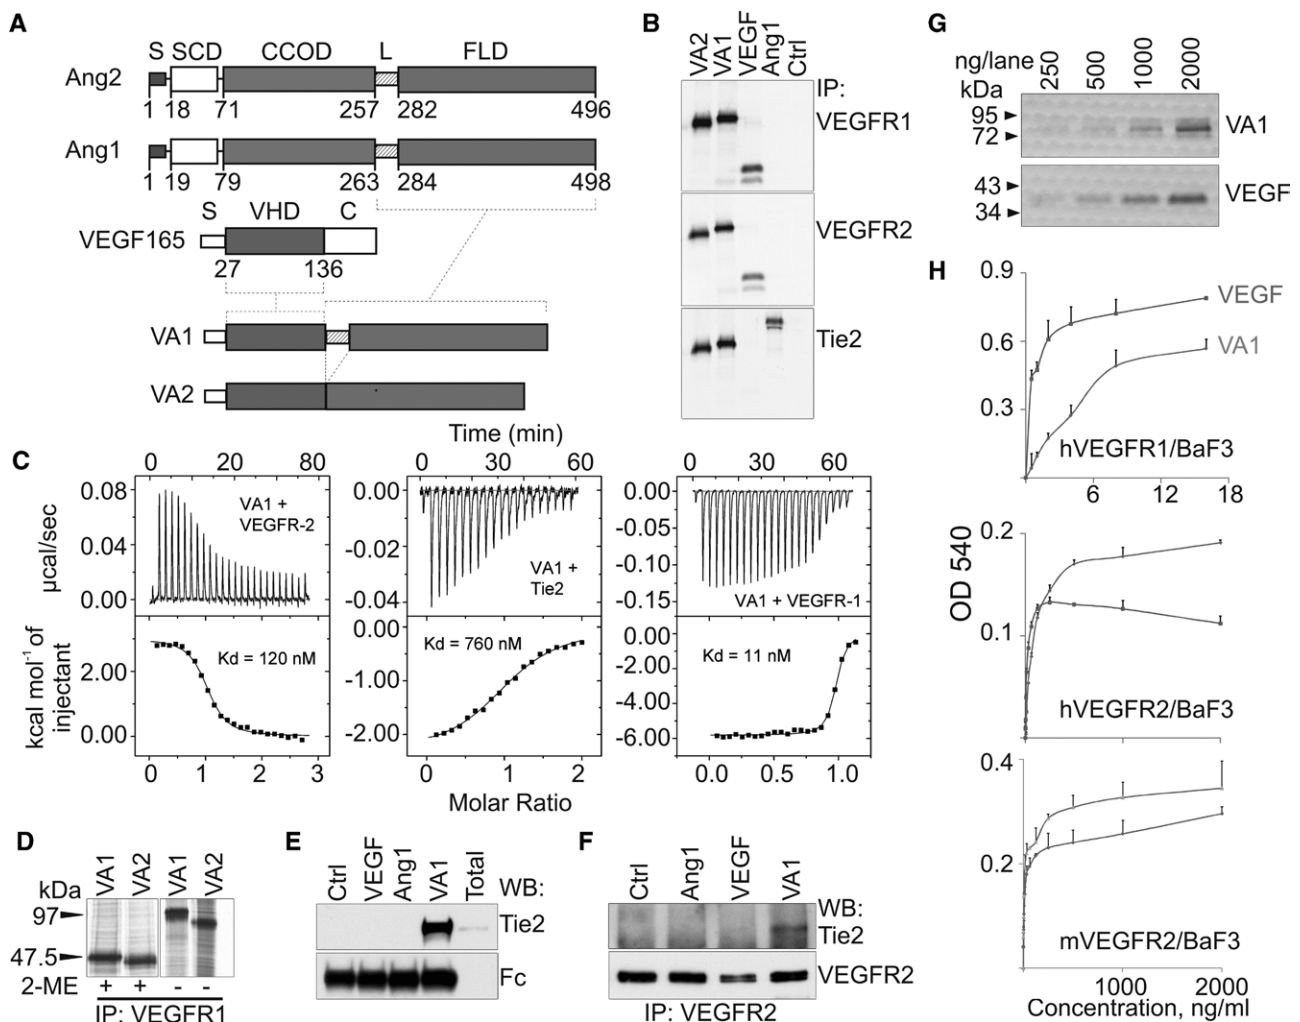 A
S SCD CCOD L FLD
Ang2
1 18 71 257 282 496
Ang1
1 19 79 263 284 498
S VHD C
VEGF165
27 136
VA1
VA2
B
VA2 VA1 VEGF Ang1 Ctrl
IP:
VEGFR1
VEGFR2
Tie2
C
Time (min)
0 20 80
0 30 60
0 20 40 60
µcal/sec
0.08
0.04
0.00
VA1 +
VEGFR-2
0.00
-0.02
-0.04
VA1 +
Tie2
0.00
-0.05
-0.10
-0.15
VA1 + VEGFR-1
kcal mol-1 of
injectant
2.00
0.00
Kd = 120 nM
0.00
-1.00
-2.00
Kd = 760 nM
0.00
-2.00
-4.00
-6.00
Kd = 11 nM
0 1 2 3
0 1 2
0.0 0.5 1.0
Molar Ratio
D
VA1 VA2 VA1 VA2
kDa
97
47.5
2-ME + + - -
IP: VEGFR1
E
Ctrl VEGF Ang1 VA1 Total
WB:
Tie2
Fc
F
Ctrl Ang1 VEGF VA1
WB:
Tie2
VEGFR2
IP: VEGFR2
G
ng/lane 250 500 1000 2000
kDa
95
72
VA1
43
34
VEGF
H
OD 540
0.9
0.6
0.3
VEGF
VA1
hVEGFR1/BaF3
6 12 18
0.2
0.1
hVEGFR2/BaF3
0.4
0.2
mVEGFR2/BaF3
1000 2000
Concentration, ng/ml